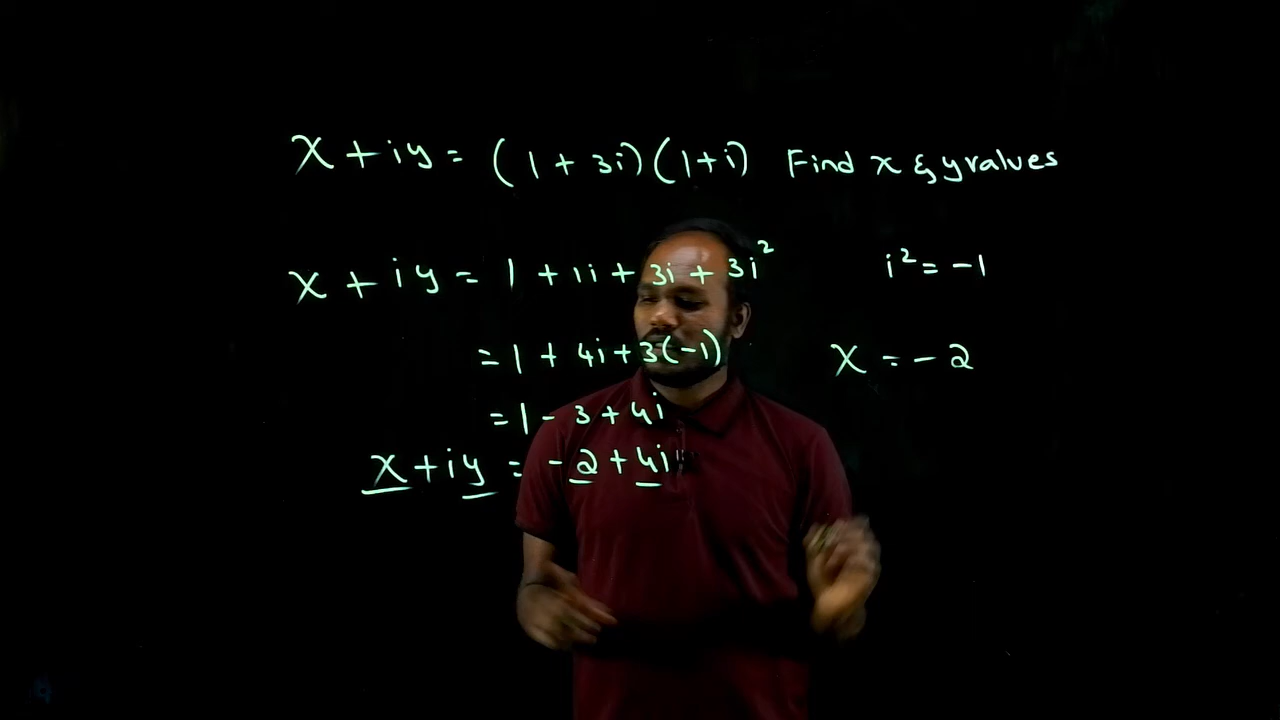 x + iy = (1 + 3i)(1+i) Find x & y values
x + iy = 1 + 1i + 3i + 3i² i² = -1
= 1 + 4i + 3(-1) x = -2
= 1 - 3 + 4i
x + iy = -2 + 4i